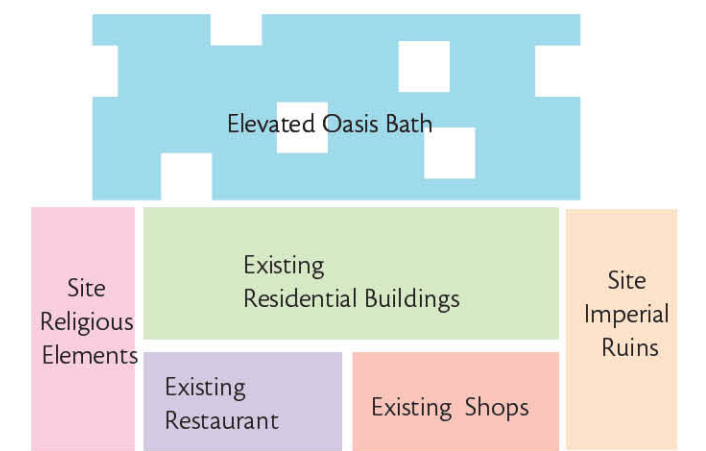 Elevated Oasis Bath
Site
Religious
Elements
Existing
Residential Buildings
Site
Imperial
Ruins
Existing
Restaurant
Existing Shops